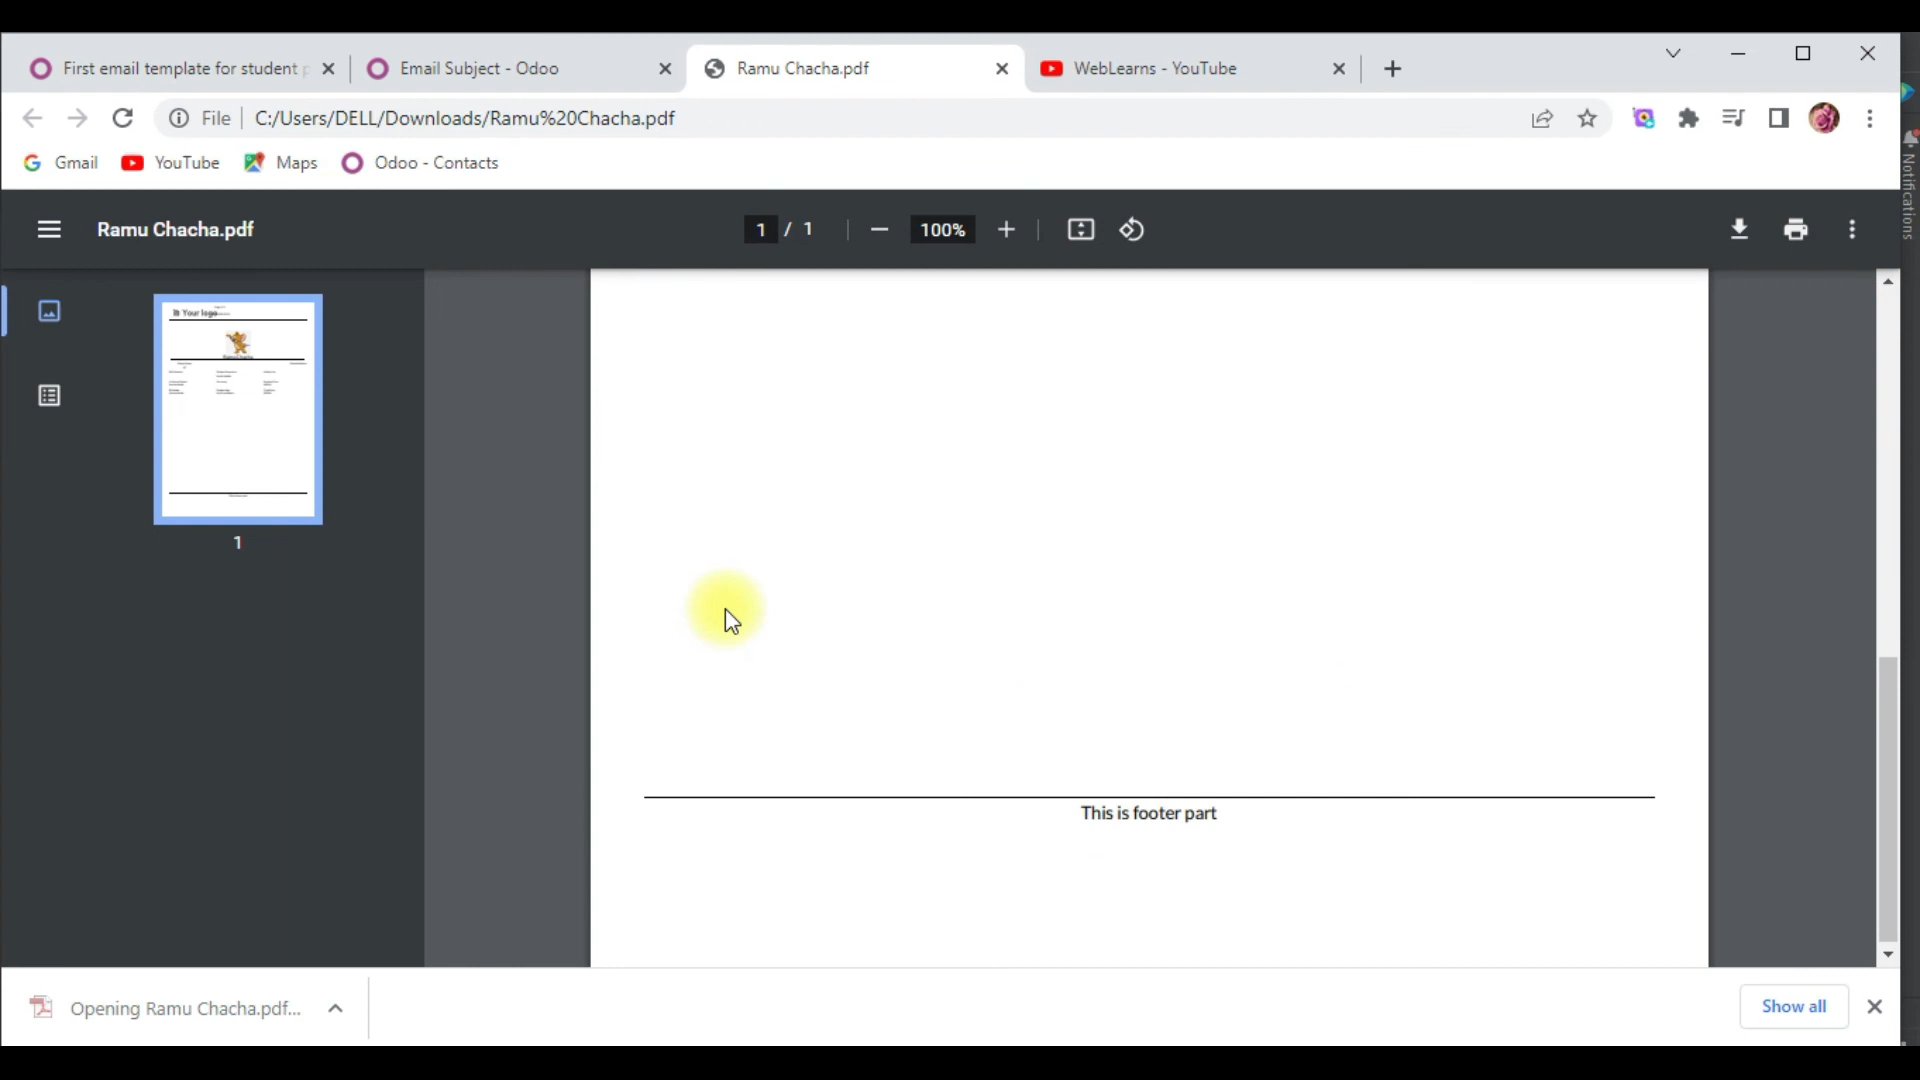 First email template for student p
Email Subject - Odoo
Ramu Chacha.pdf
WebLearns - YouTube
File
C:/Users/DELL/Downloads/Ramu%20Chacha.pdf
Gmail
YouTube
Maps
Odoo - Contacts
Notifications
Ramu Chacha.pdf
1 / 1
100%
Your logo
1
This is footer part
Opening Ramu Chacha.pdf...
Show all